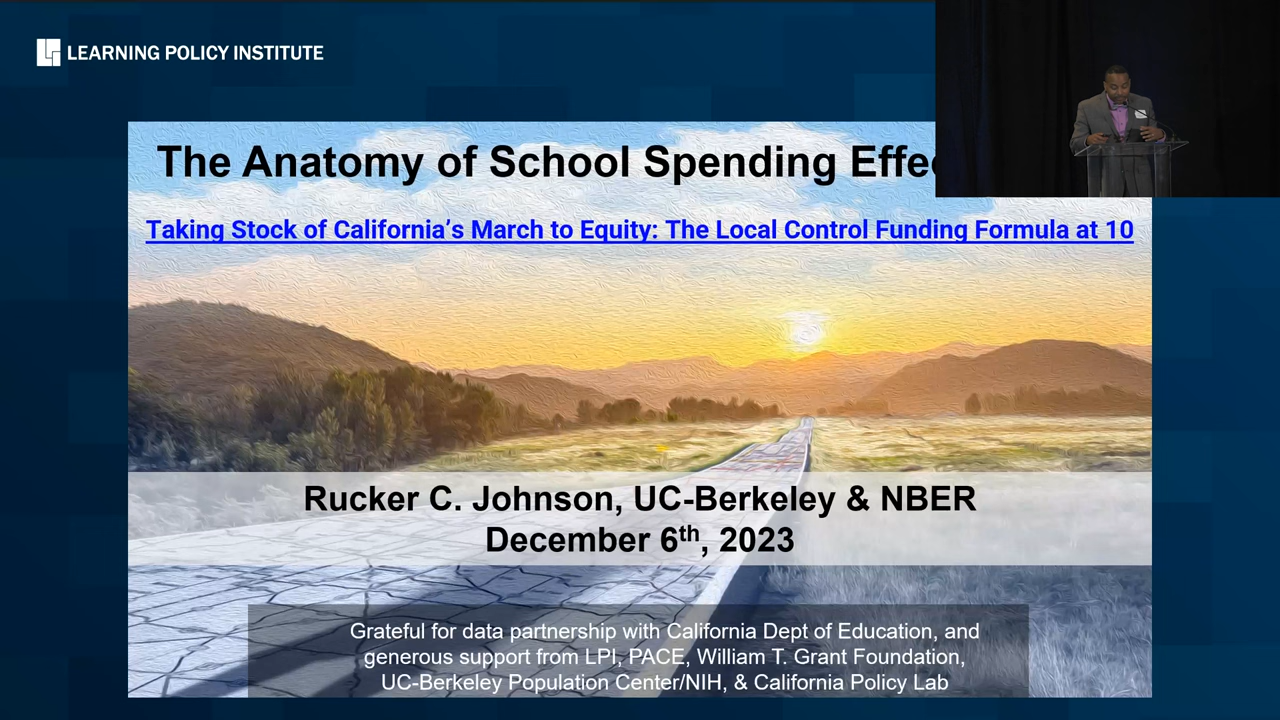 LEARNING POLICY INSTITUTE
The Anatomy of School Spending
Taking Stock of California's March to Equity: The Local Control Funding Formula at 10
Rucker C. Johnson, UC-Berkeley & NBER
December 6th, 2023
Grateful for data partnership with California Dept of Education, and
generous support from LPI, PACE, William T. Grant Foundation,
UC-Berkeley Population Center/NIH, & California Policy Lab